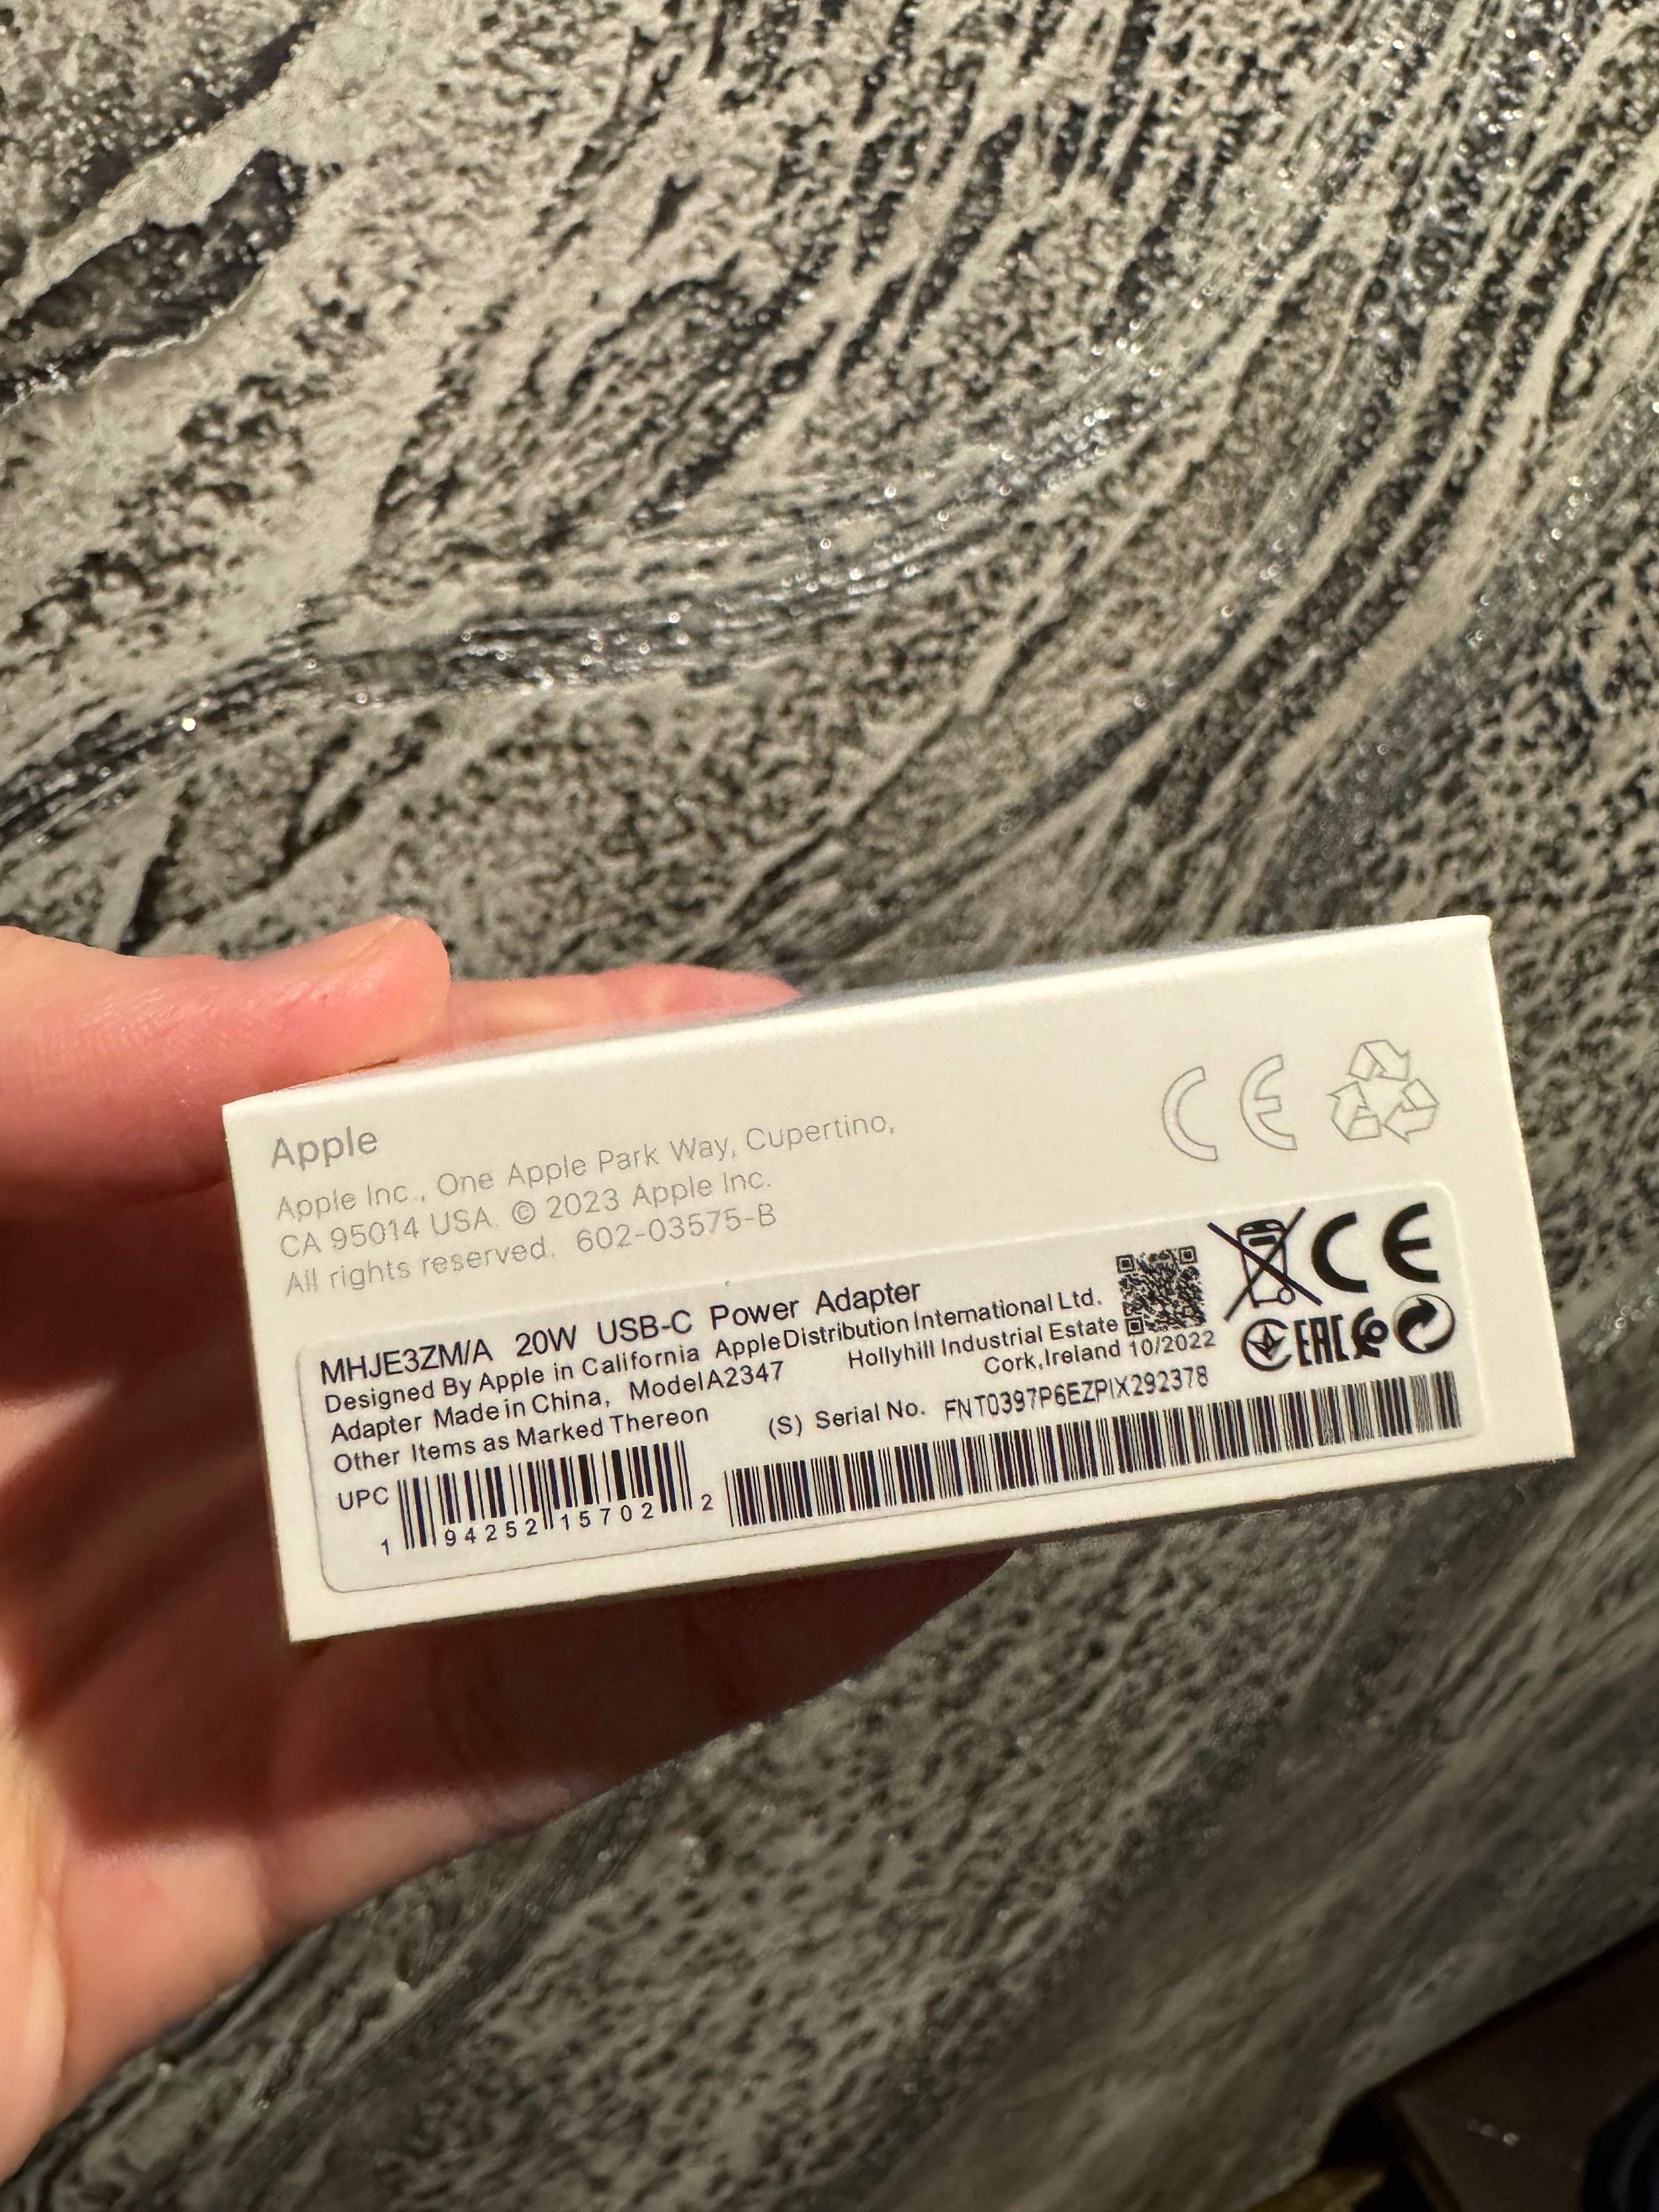 Apple
Apple Inc., One Apple Park Way, Cupertino,
CA 95014 USA. © 2023 Apple Inc.
All rights reserved. 602-03575-B
CE
MHJE3ZM/A 20W USB-C Power Adapter
Designed By Apple in California
Adapter Made in China, Model A2347
Other Items as Marked Thereon
Apple Distribution International Ltd.
Hollyhill Industrial Estate
Cork, Ireland 10/2022
CE
EAC
(S) Serial No. FNT0397P6EZPIX292378
UPC
1 94252 15702 2